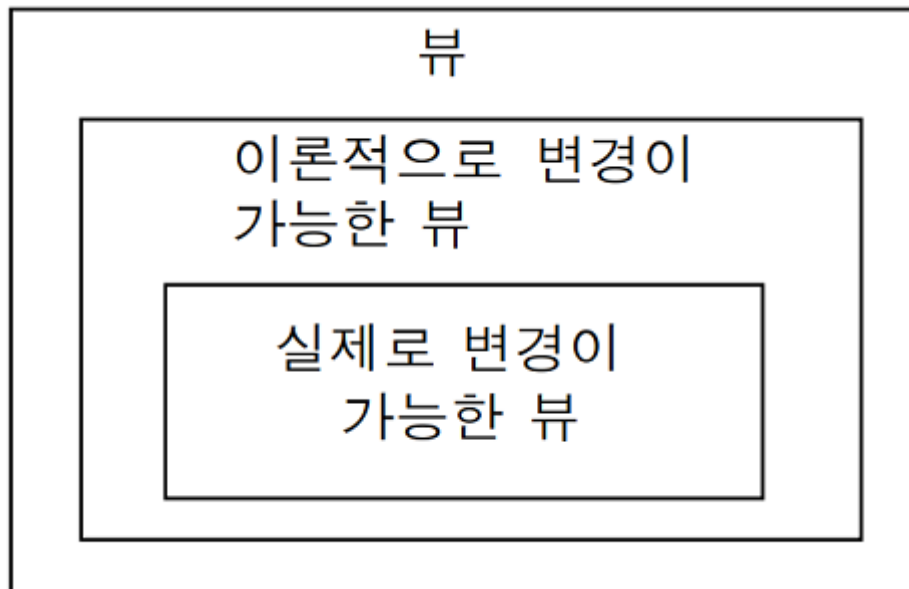 뷰
이론적으로 변경이
가능한 뷰
실제로 변경이
가능한 뷰